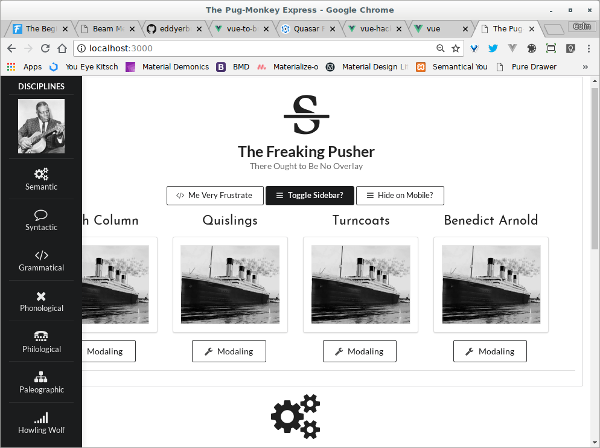 The Pug-Monkey Express - Google Chrome
The Begin
Beam M
eddyerb
vue-to-b
Quasar F
vue-hac
vue
The Pug
Colin
localhost:3000
Apps
You Eye Kitsch
Material Demonics
BMD
Materialize-o
Material Design Lit
Semantical You
Pure Drawer
DISCIPLINES
Semantic
Syntactic
Grammatical
Phonological
Philological
Paleographic
Howling Wolf
S
The Freaking Pusher
There Ought to Be No Overlay
</> Me Very Frustrate
Toggle Sidebar?
Hide on Mobile?
h Column
Quislings
Turncoats
Benedict Arnold
Modaling
Modaling
Modaling
Modaling